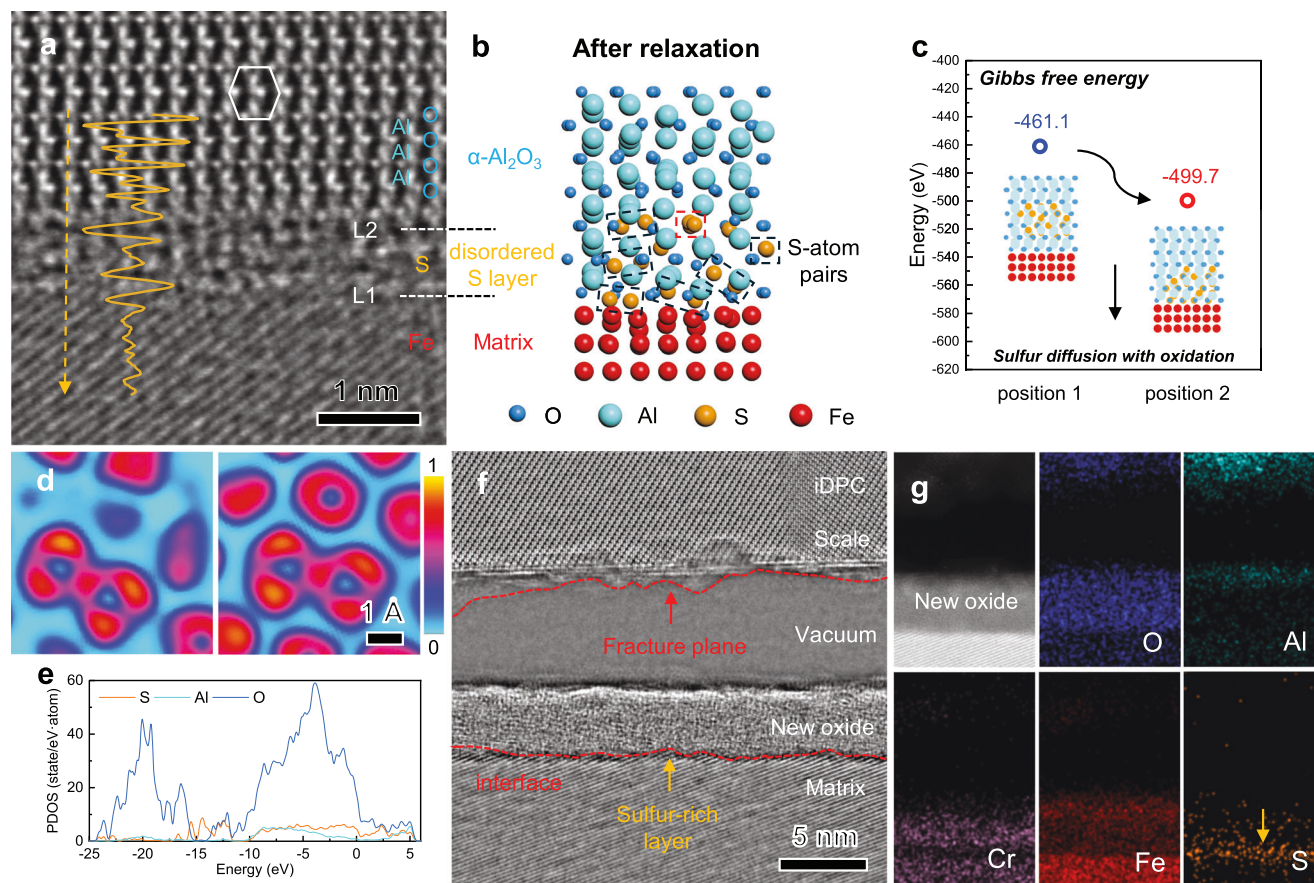 a
O
Al
O
Al
O
Al
O
L2
S
L1
Fe
1 nm
α-Al₂O₃
disordered
S layer
Matrix
b
After relaxation
S-atom
pairs
O
Al
S
Fe
c
Gibbs free energy
-461.1
-499.7
Sulfur diffusion with oxidation
Energy (eV)
-400
-420
-440
-460
-480
-500
-520
-540
-560
-580
-600
-620
position 1
position 2
d
1 A
1
0
e
S
Al
O
PDOS (state/eV·atom)
60
40
20
0
-25
-20
-15
-10
-5
0
5
Energy (eV)
f
iDPC
Scale
Fracture plane
Vacuum
New oxide
interface
Sulfur-rich
layer
Matrix
5 nm
g
New oxide
O
Al
Cr
Fe
S